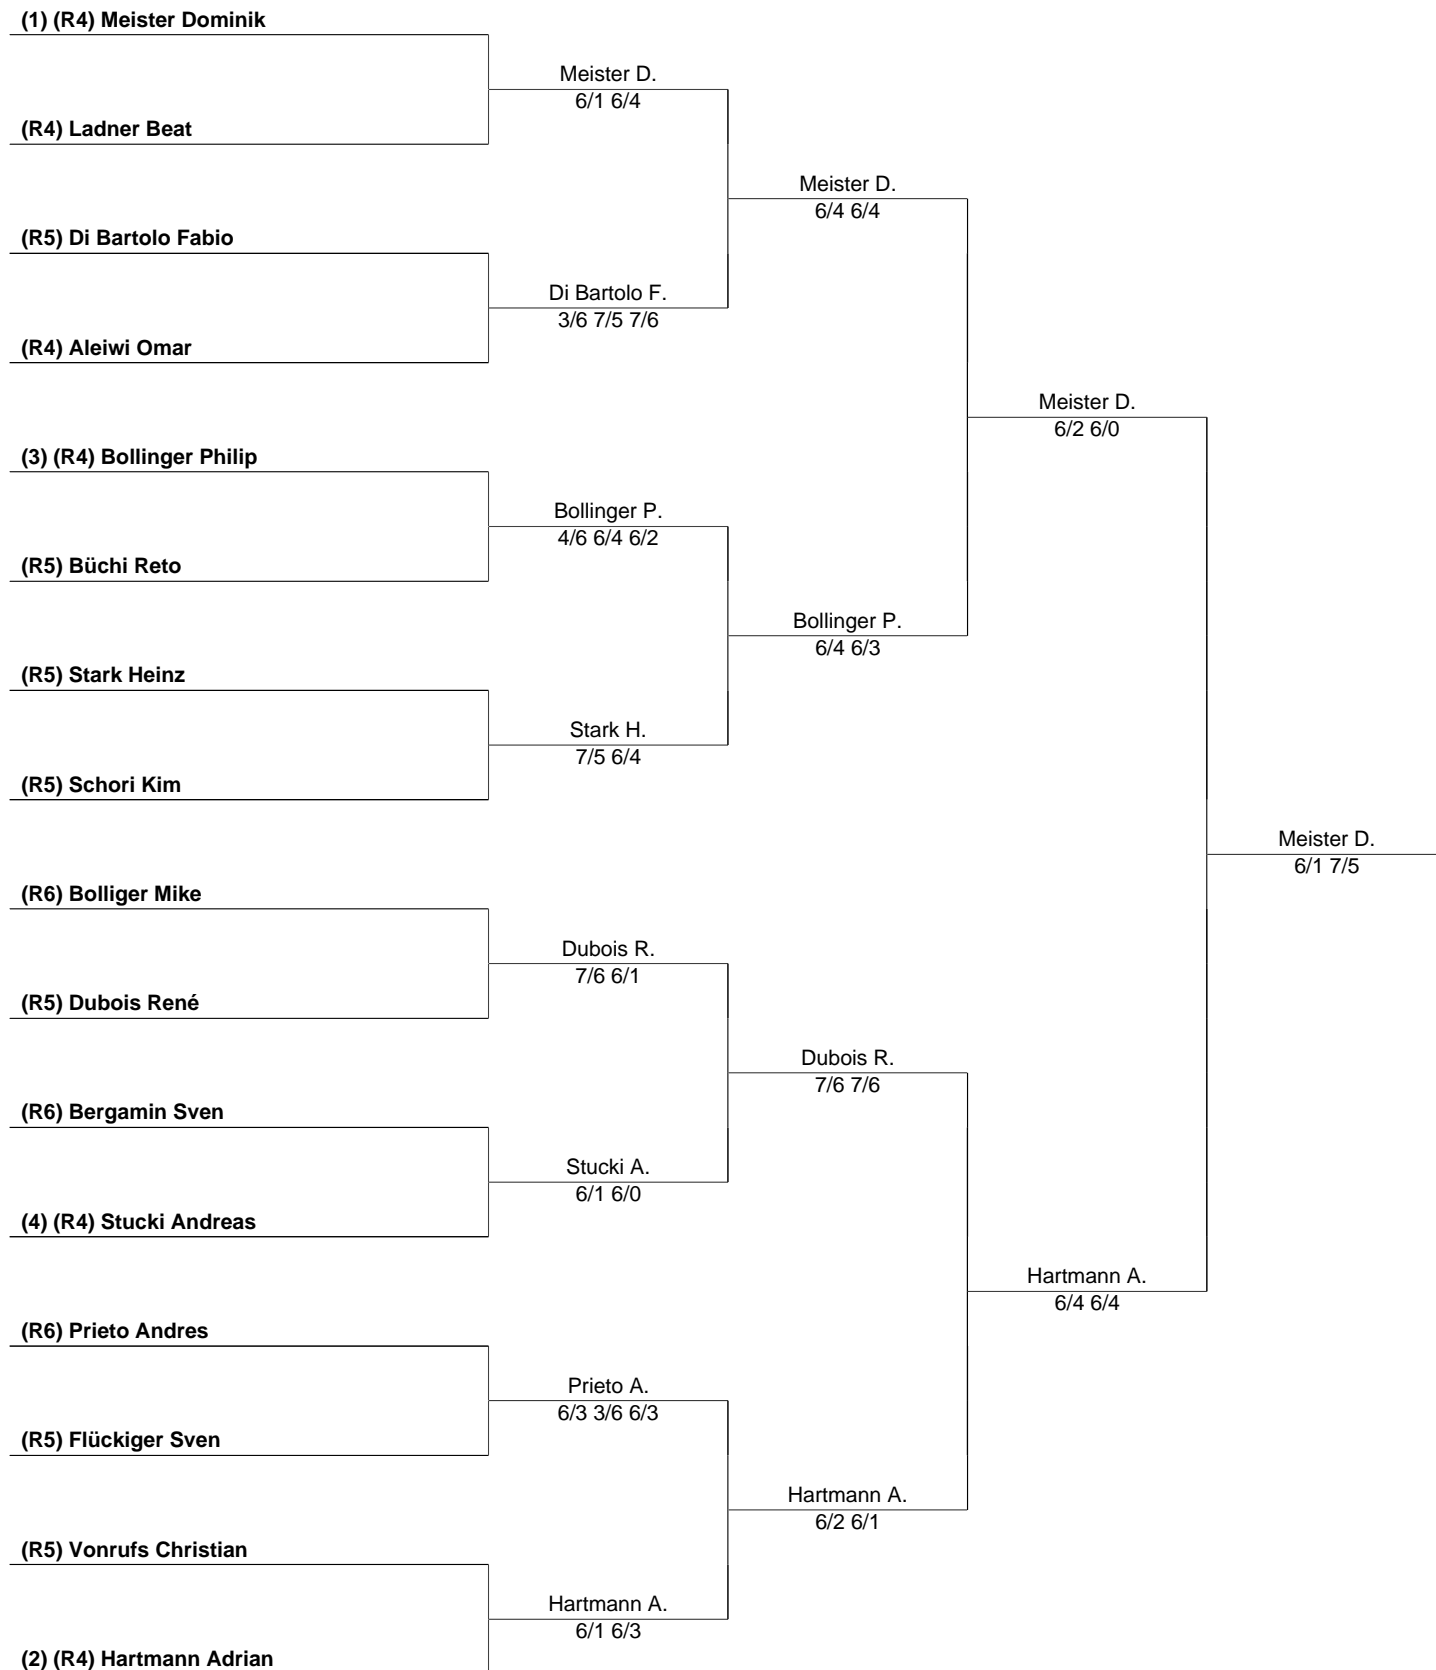 (1) (R4) Meister Dominik
Meister D.
6/1 6/4
(R4) Ladner Beat
Meister D.
6/4 6/4
(R5) Di Bartolo Fabio
Di Bartolo F.
3/6 7/5 7/6
(R4) Aleiwi Omar
Meister D.
6/2 6/0
(3) (R4) Bollinger Philip
Bollinger P.
4/6 6/4 6/2
(R5) Büchi Reto
Bollinger P.
6/4 6/3
(R5) Stark Heinz
Stark H.
7/5 6/4
(R5) Schori Kim
Meister D.
6/1 7/5
(R6) Bolliger Mike
Dubois R.
7/6 6/1
(R5) Dubois René
Dubois R.
7/6 7/6
(R6) Bergamin Sven
Stucki A.
6/1 6/0
(4) (R4) Stucki Andreas
Hartmann A.
6/4 6/4
(R6) Prieto Andres
Prieto A.
6/3 3/6 6/3
(R5) Flückiger Sven
Hartmann A.
6/2 6/1
(R5) Vonrufs Christian
Hartmann A.
6/1 6/3
(2) (R4) Hartmann Adrian